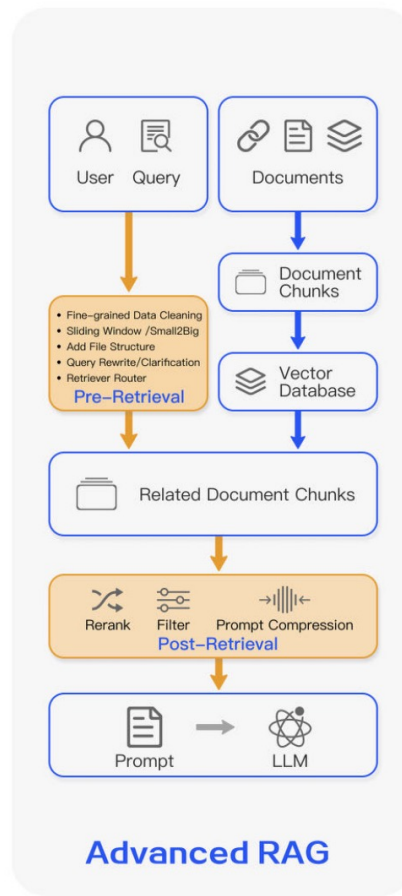 User Query
Documents
Document
Chunks
• Fine-grained Data Cleaning
• Sliding Window /Small2Big
• Add File Structure
• Query Rewrite/Clarification
• Retriever Router
Pre-Retrieval
Vector
Database
Related Document Chunks
Rerank Filter Prompt Compression
Post-Retrieval
Prompt LLM
Advanced RAG